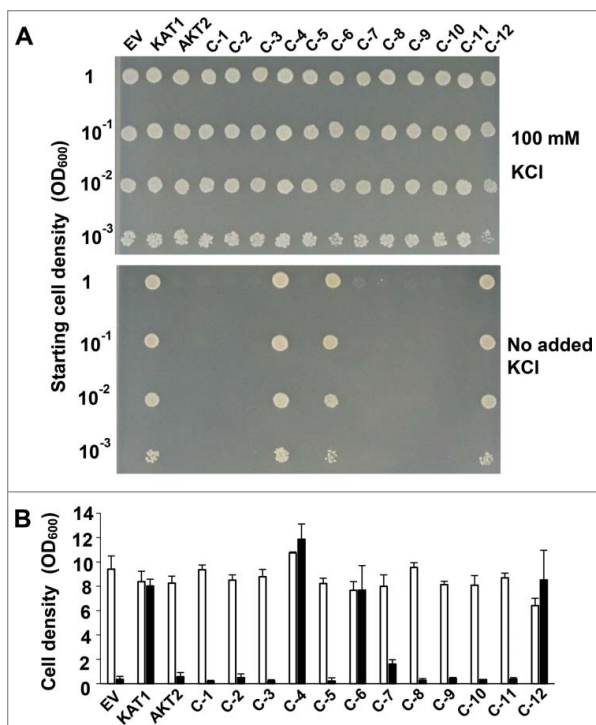 A
EV KAT1 AKT2 C-1 C-2 C-3 C-4 C-5 C-6 C-7 C-8 C-9 C-10 C-11 C-12
Starting cell density (OD600)
1
10-1
10-2
10-3
100 mM
KCl
1
10-1
10-2
10-3
No added
KCl
B
Cell density (OD600)
14
12
10
8
6
4
2
0
EV KAT1 AKT2 C-1 C-2 C-3 C-4 C-5 C-6 C-7 C-8 C-9 C-10 C-11 C-12